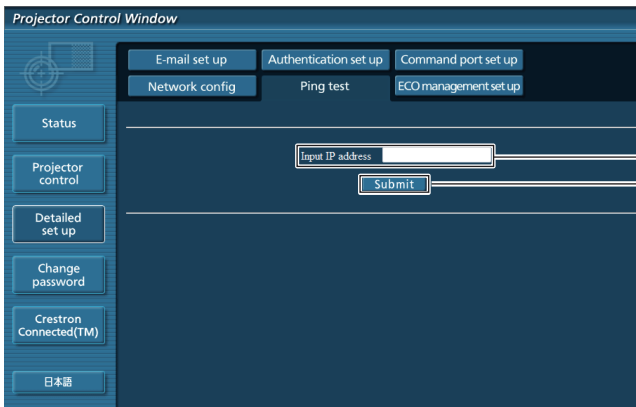 Projector Control Window
E-mail set up
Authentication set up
Command port set up
Network config
Ping test
ECO management set up
Status
Projector
control
Detailed
set up
Change
password
Crestron
Connected(TM)
日本語
Input IP address
Submit